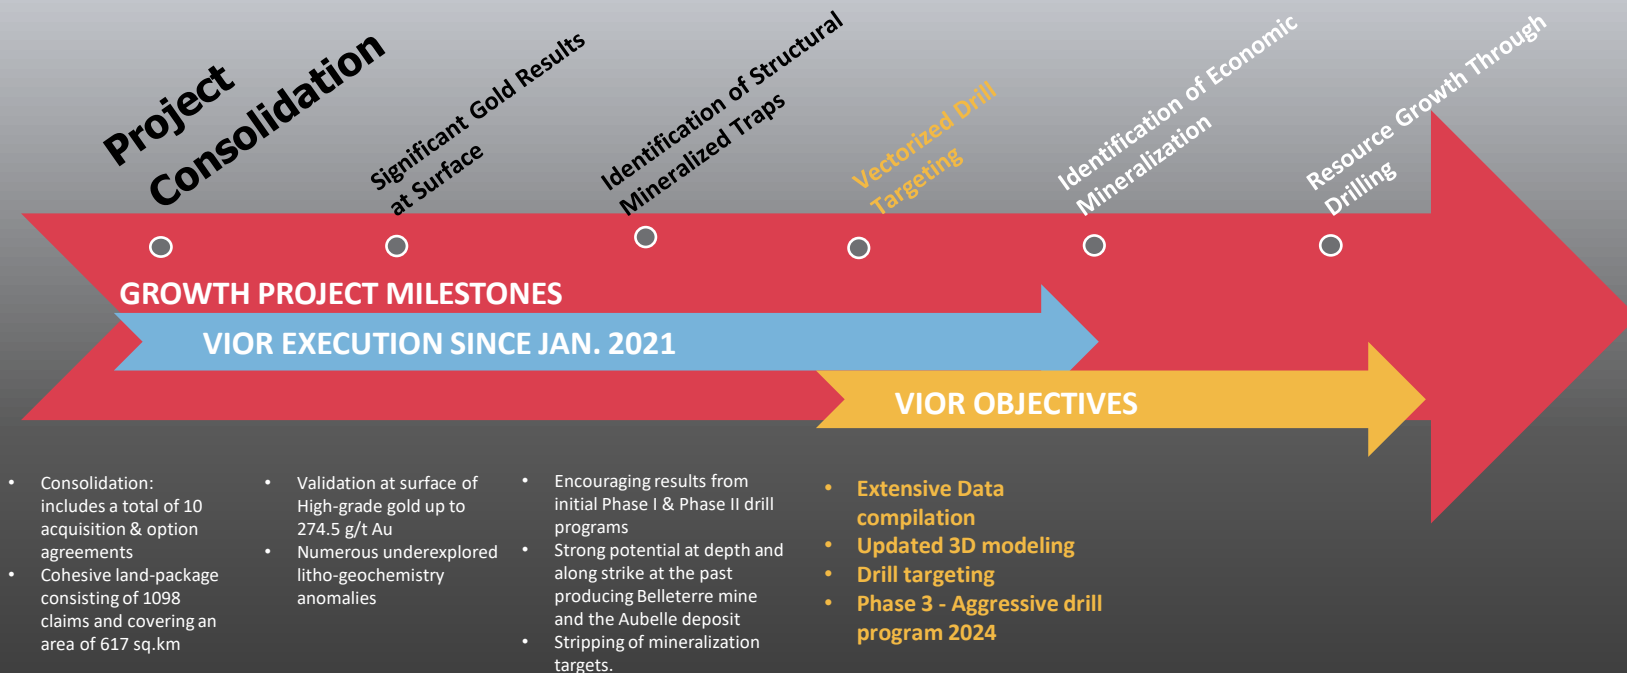 Project
Consolidation
Significant Gold Results
at Surface
Identification of Structural
Mineralized Traps
Vectorized Drill
Targeting
Identification of Economic
Mineralization
Resource Growth Through
Drilling
GROWTH PROJECT MILESTONES
VIOR EXECUTION SINCE JAN. 2021
VIOR OBJECTIVES
• Consolidation:
includes a total of 10
acquisition & option
agreements
• Cohesive land-package
consisting of 1098
claims and covering an
area of 617 sq.km
• Validation at surface of
High-grade gold up to
274.5 g/t Au
• Numerous underexplored
litho-geochemistry
anomalies
• Encouraging results from
initial Phase I & Phase II drill
programs
• Strong potential at depth and
along strike at the past
producing Belleterre mine
and the Aubelle deposit
• Stripping of mineralization
targets.
• Extensive Data
compilation
• Updated 3D modeling
• Drill targeting
• Phase 3 - Aggressive drill
program 2024